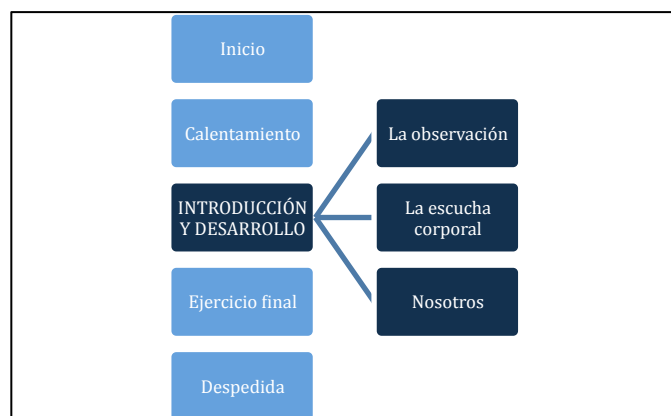 Inicio
Calentamiento
INTRODUCCIÓN
Y DESARROLLO
Ejercicio final
Despedida
La observación
La escucha
corporal
Nosotros